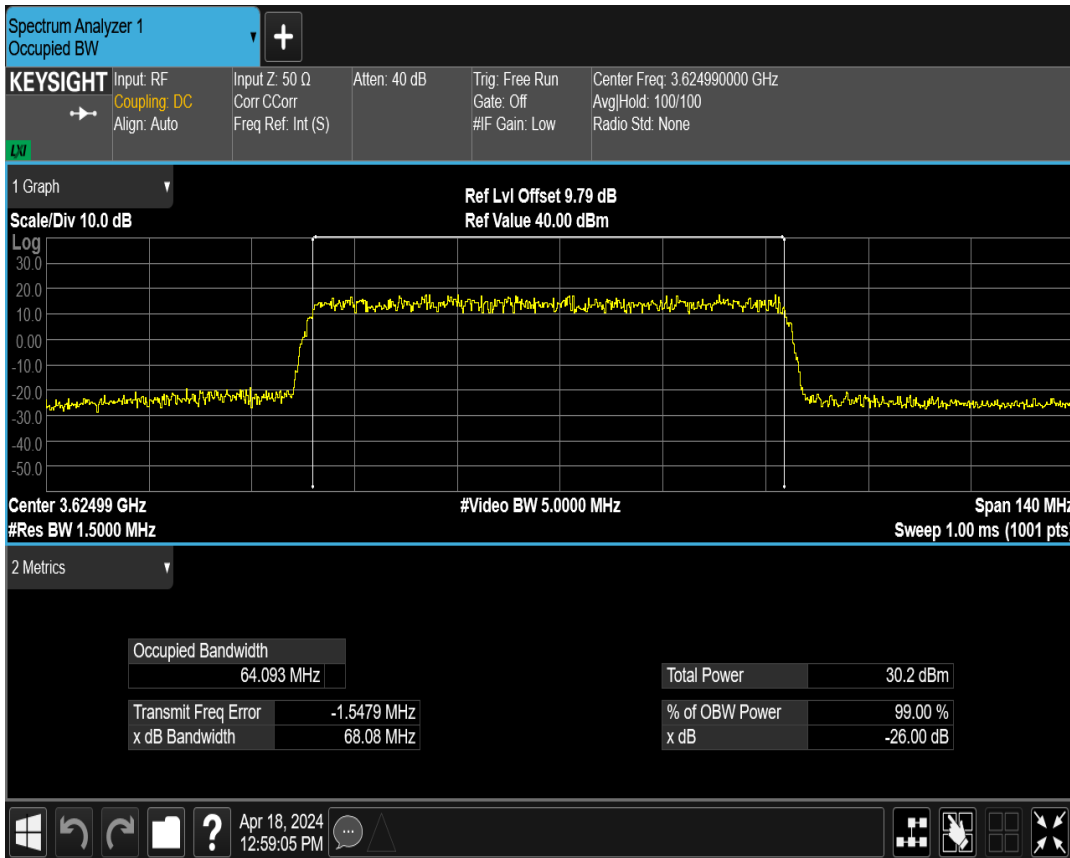 Spectrum Analyzer 1
Occupied BW
+
KEYSIGHT
LXI
Input: RF
Coupling: DC
Align: Auto
Input Z: 50 Ω
Corr CCorr
Freq Ref: Int (S)
Atten: 40 dB
Trig: Free Run
Gate: Off
#IF Gain: Low
Center Freq: 3.624990000 GHz
Avg|Hold: 100/100
Radio Std: None
1 Graph
Scale/Div 10.0 dB
Ref Lvl Offset 9.79 dB
Ref Value 40.00 dBm
Log
30.0
20.0
10.0
0.00
-10.0
-20.0
-30.0
-40.0
-50.0
Center 3.62499 GHz
#Video BW 5.0000 MHz
Span 140 MHz
#Res BW 1.5000 MHz
Sweep 1.00 ms (1001 pts)
2 Metrics
Occupied Bandwidth
64.093 MHz
Total Power 30.2 dBm
Transmit Freq Error -1.5479 MHz
% of OBW Power 99.00 %
x dB Bandwidth 68.08 MHz
x dB -26.00 dB
?
Apr 18, 2024
12:59:05 PM